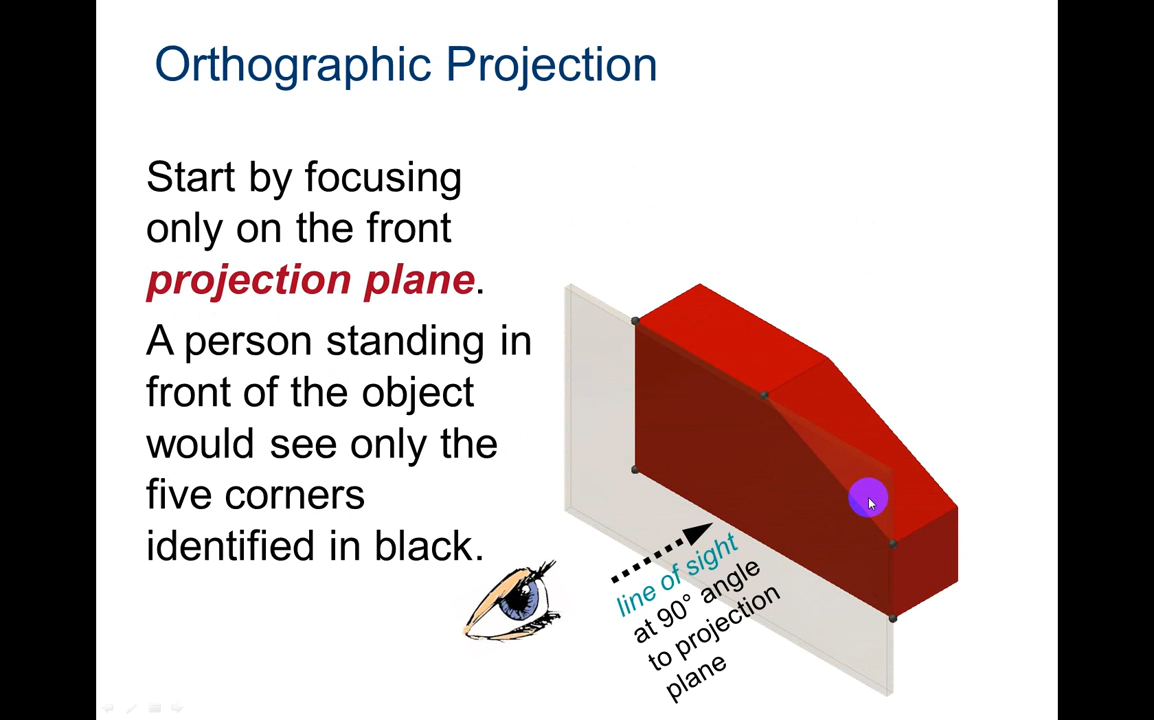 Orthographic Projection
Start by focusing
only on the front
projection plane.
A person standing in
front of the object
would see only the
five corners
identified in black.
line of sight
at 90° angle
to projection
plane